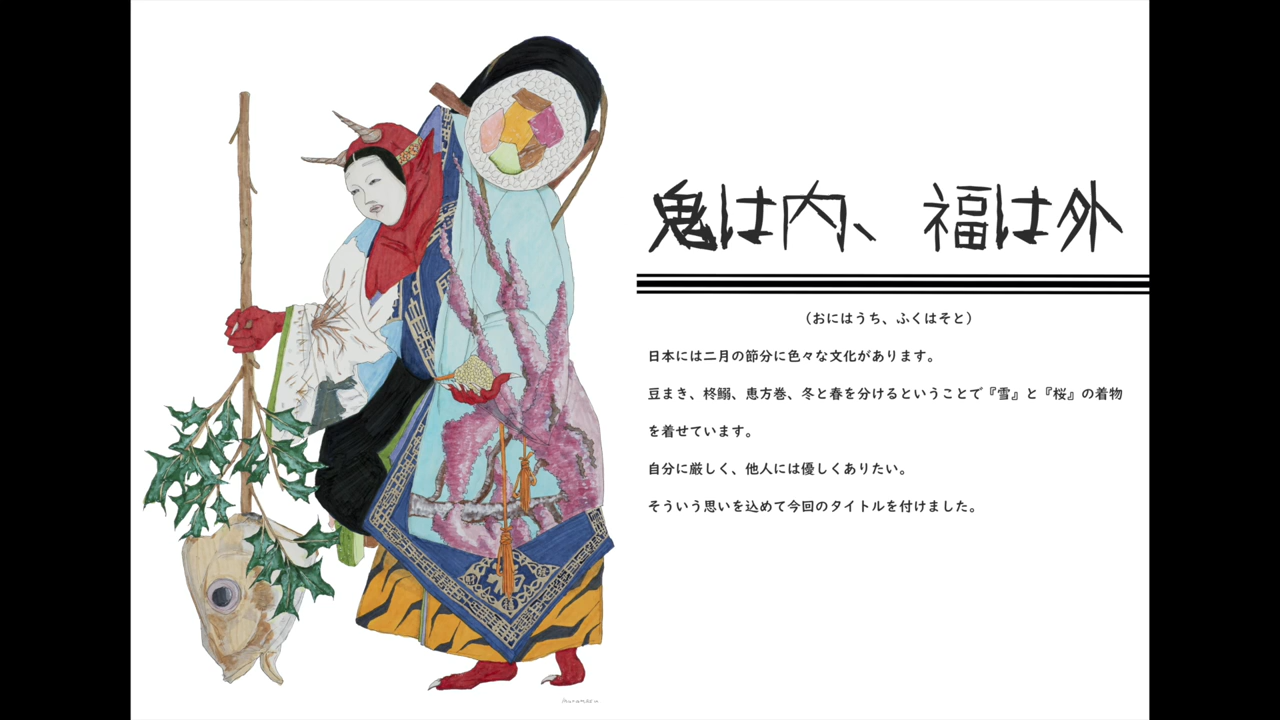 鬼は内、福は外
（おにはうち、ふくはそと）
日本には二月の節分に色々な文化があります。
豆まき、柊鰯、恵方巻、冬と春を分けるということで『雪』と『桜』の着物
を着せています。
自分に厳しく、他人には優しくありたい。
そういう思いを込めて今回のタイトルを付けました。